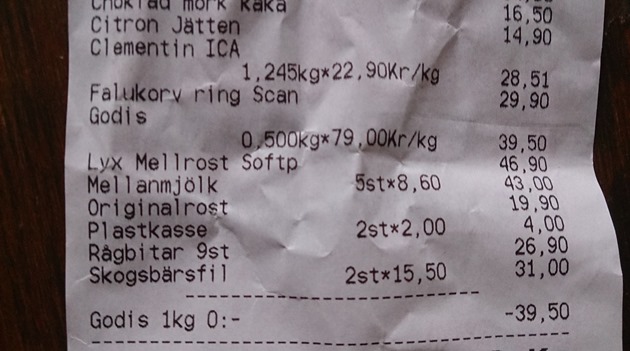 Choklad mörk kaka 16,50
Citron Jätten 14,90
Clementin ICA
1,245kg*22,90Kr/kg 28,51
Falukorv ring Scan 29,90
Godis
0,500kg*79,00Kr/kg 39,50
Lyx Mellrost Softp 46,90
Mellanmjölk 5st*8,60 43,00
Originalrost 19,90
Plastkasse 2st*2,00 4,00
Rågbitar 9st 26,90
Skogsbärsfil 2st*15,50 31,00
Godis 1kg 0:- -39,50